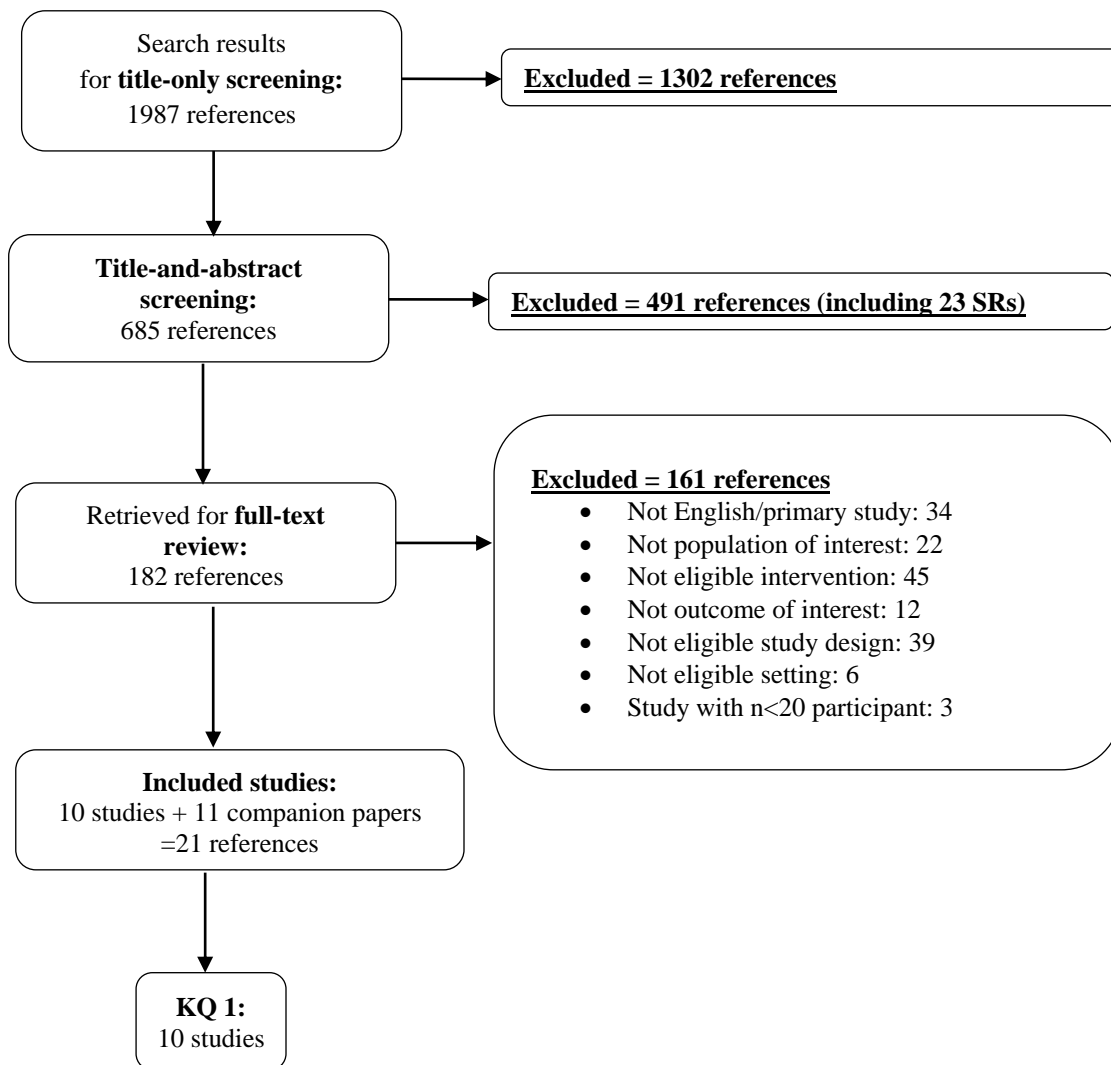 Search results
for title-only screening:
1987 references
Excluded = 1302 references
Title-and-abstract
screening:
685 references
Excluded = 491 references (including 23 SRs)
Retrieved for full-text
review:
182 references
Excluded = 161 references
• Not English/primary study: 34
• Not population of interest: 22
• Not eligible intervention: 45
• Not outcome of interest: 12
• Not eligible study design: 39
• Not eligible setting: 6
• Study with n<20 participant: 3
Included studies:
10 studies + 11 companion papers
=21 references
KQ 1:
10 studies